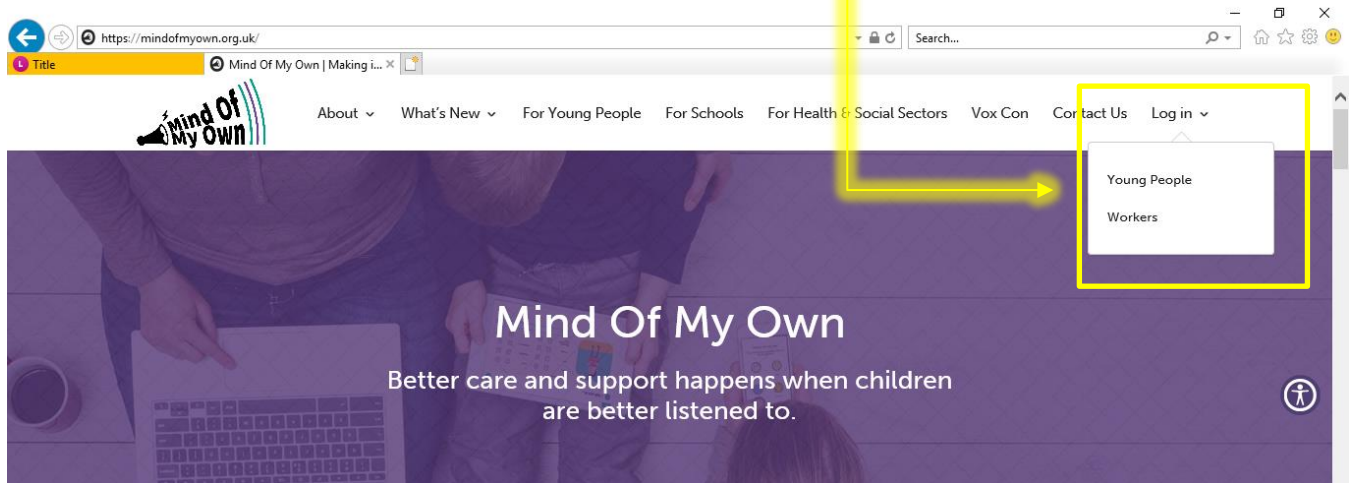 https://mindofmyown.org.uk/
Search...
L Title
Mind Of My Own | Making i...
Mind Of
My Own
About What's New For Young People For Schools For Health & Social Sectors Vox Con Contact Us Log in
Young People
Workers
Mind Of My Own
Better care and support happens when children
are better listened to.